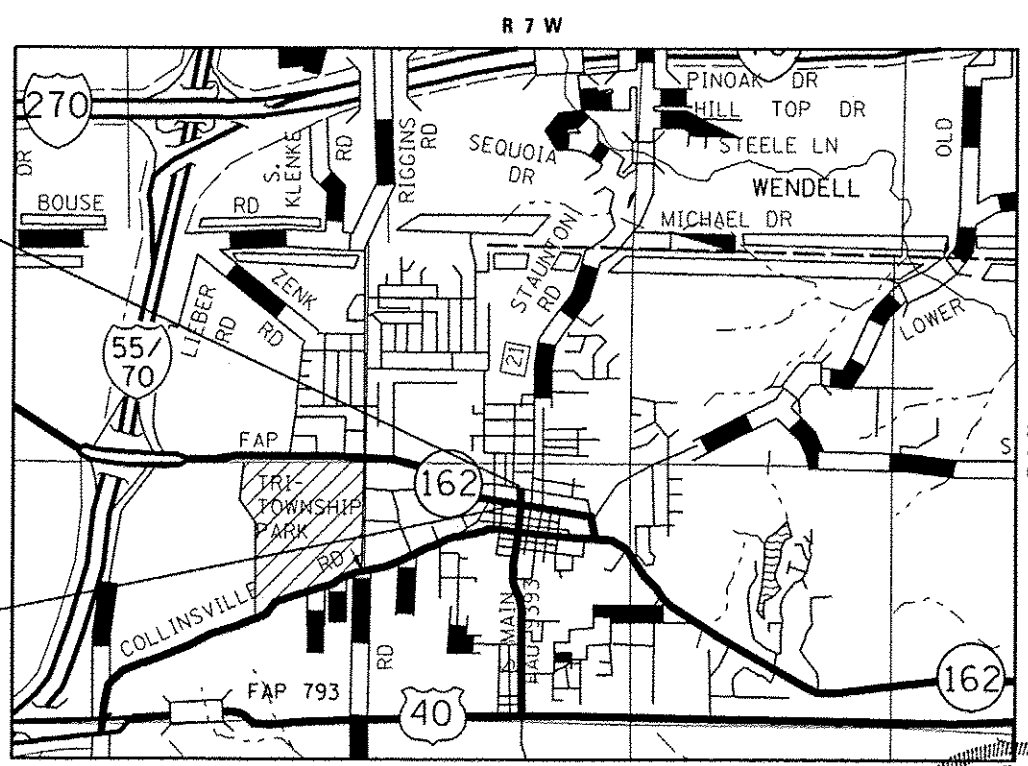 R 7 W
270
PINOAK DR
HILL TOP DR
STEELE LN
OLD
DR
S. KLENKE RD
RIGGINS RD
SEQUOIA DR
WENDELL
BOUSE RD
MICHAEL DR
STAUNTON RD
ZENK RD
LIEBER RD
LOWER
55/
70
21
FAP
162
S
TRI-
TOWNSHIP
PARK
COLLINSVILLE RD
RD
S. MAIN
FAP 793
40
162